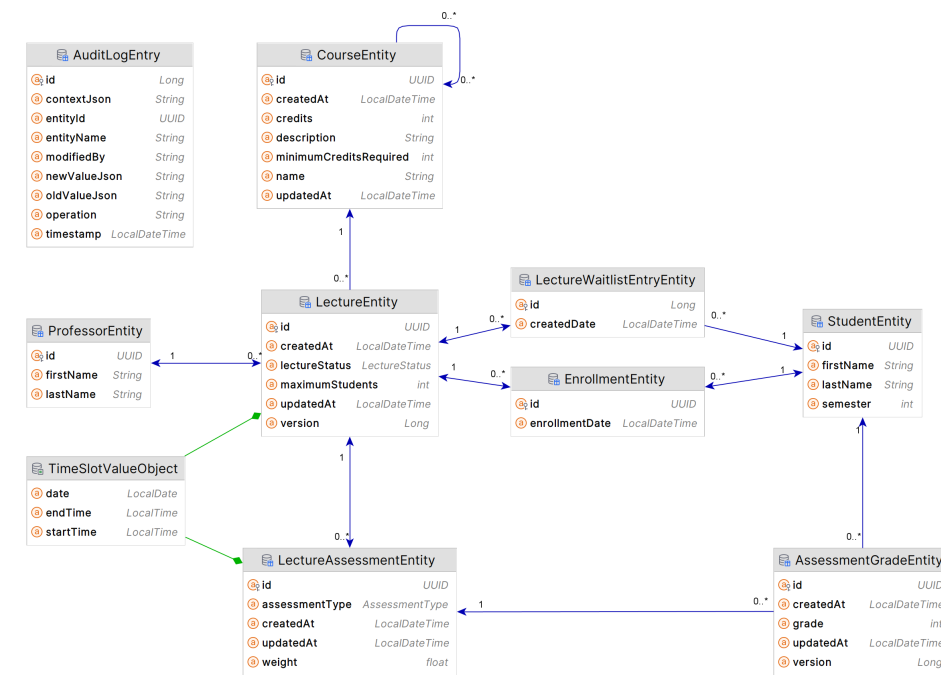 0..*
0..*
AuditLogEntry
id Long
contextJson String
entityId UUID
entityName String
modifiedBy String
newValueJson String
oldValueJson String
operation String
timestamp LocalDateTime
CourseEntity
id UUID
createdAt LocalDateTime
credits int
description String
minimumCreditsRequired int
name String
updatedAt LocalDateTime
1
0..*
LectureEntity
id UUID
createdAt LocalDateTime
lectureStatus LectureStatus
maximumStudents int
updatedAt LocalDateTime
version Long
LectureWaitlistEntryEntity
id Long
createdDate LocalDateTime
1
0..*
0..*
1
ProfessorEntity
id UUID
firstName String
lastName String
1
0..*
EnrollmentEntity
id UUID
enrollmentDate LocalDateTime
1
0..*
0..*
1
StudentEntity
id UUID
firstName String
lastName String
semester int
TimeSlotValueObject
date LocalDate
endTime LocalTime
startTime LocalTime
1
0..*
1
0..*
LectureAssessmentEntity
id UUID
assessmentType AssessmentType
createdAt LocalDateTime
updatedAt LocalDateTime
weight float
1
0..*
AssessmentGradeEntity
id UUID
createdAt LocalDateTime
grade int
updatedAt LocalDateTime
version Long